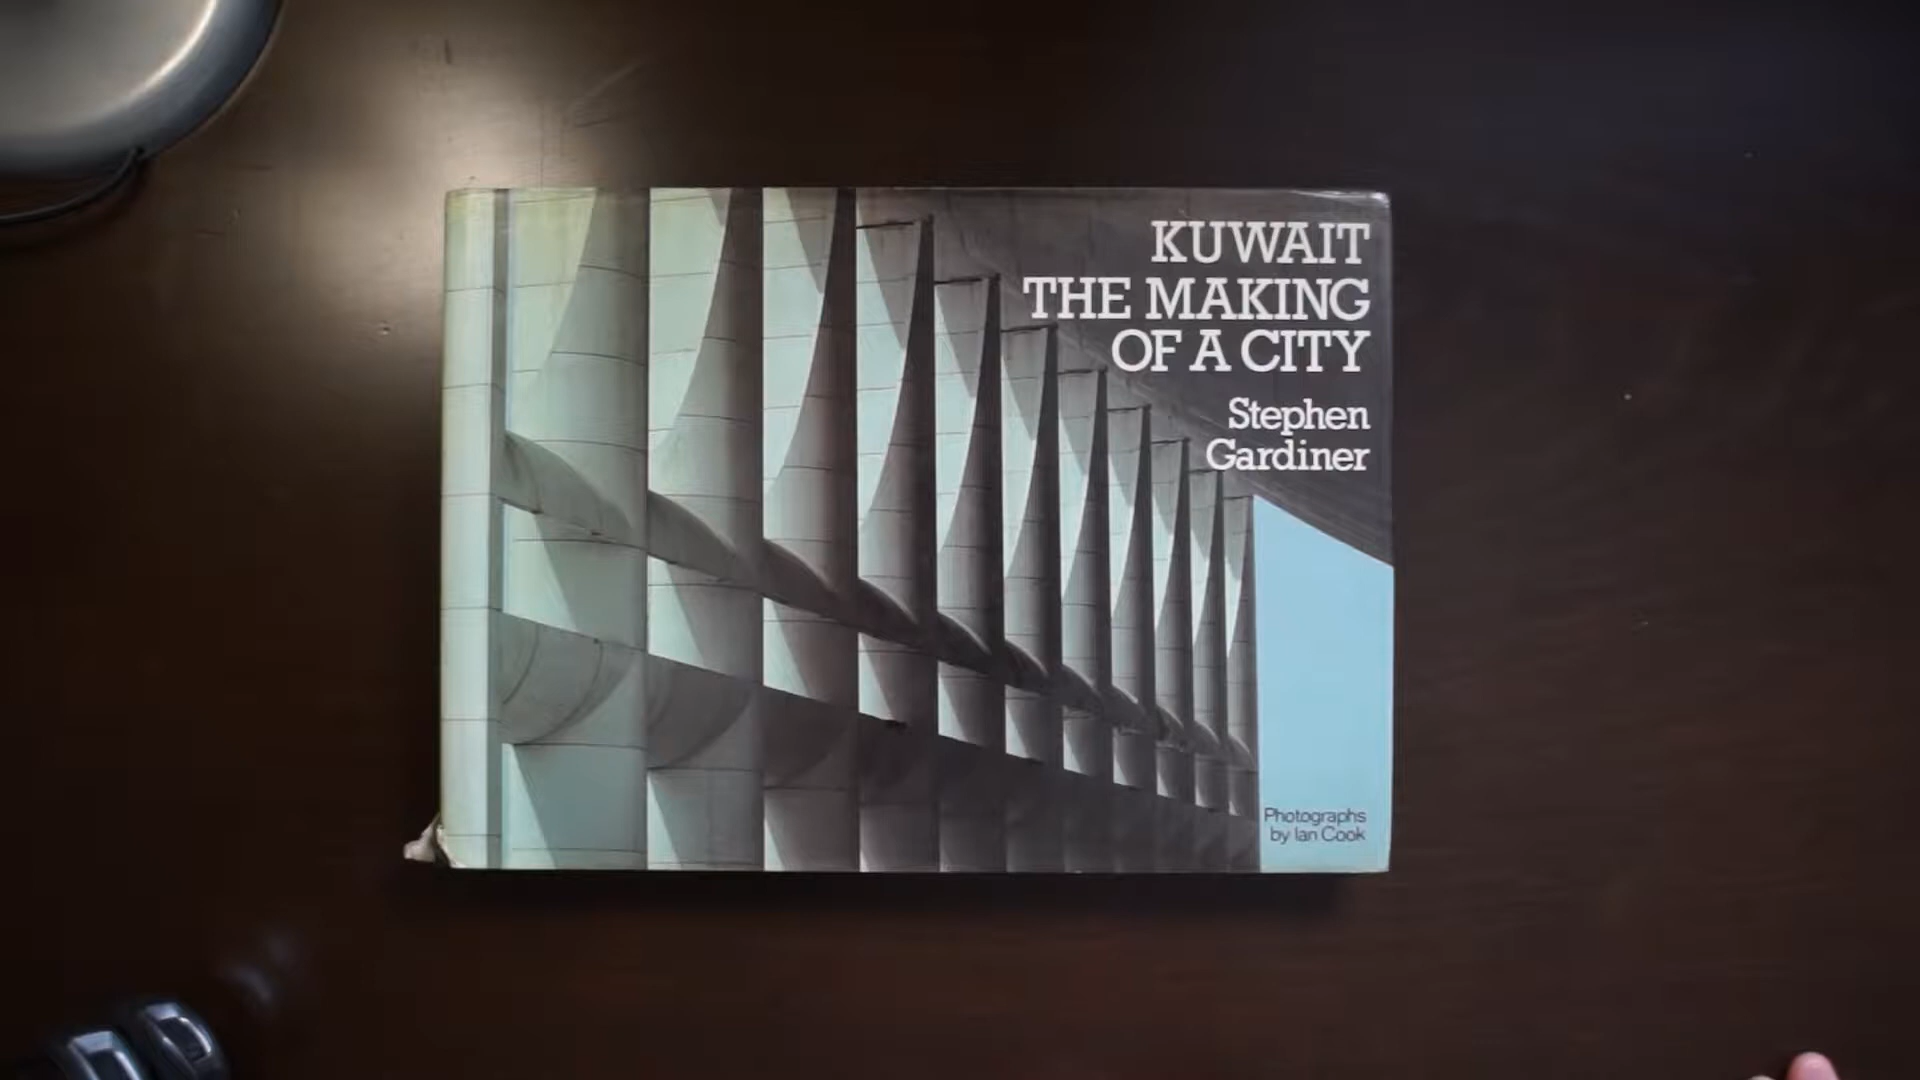 KUWAIT
THE MAKING
OF A CITY
Stephen
Gardiner
Photographs
by Ian Cook